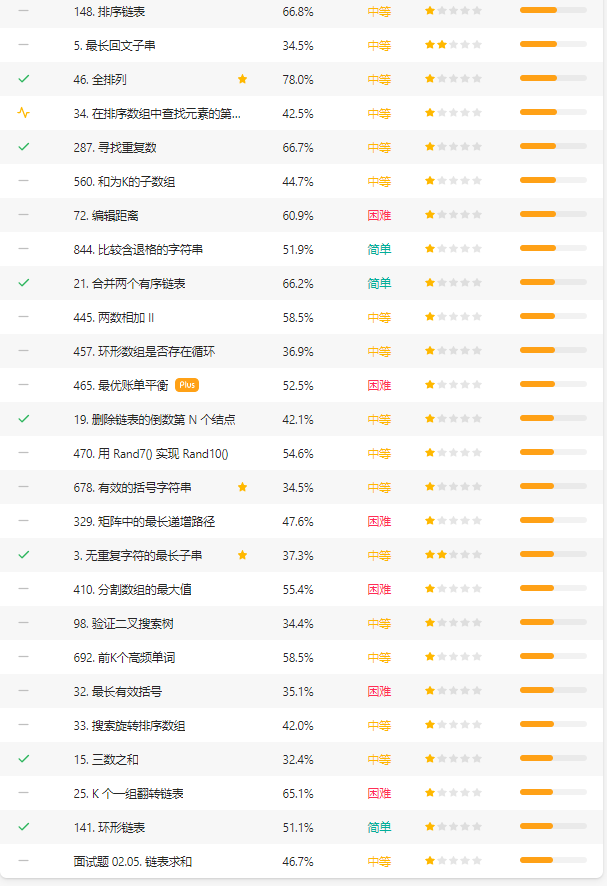 148. 排序链表 66.8% 中等
5. 最长回文子串 34.5% 中等
46. 全排列 78.0% 中等
34. 在排序数组中查找元素的第... 42.5% 中等
287. 寻找重复数 66.7% 中等
560. 和为K的子数组 44.7% 中等
72. 编辑距离 60.9% 困难
844. 比较含退格的字符串 51.9% 简单
21. 合并两个有序链表 66.2% 简单
445. 两数相加 II 58.5% 中等
457. 环形数组是否存在循环 36.9% 中等
465. 最优账单平衡 Plus 52.5% 困难
19. 删除链表的倒数第 N 个结点 42.1% 中等
470. 用 Rand7() 实现 Rand10() 54.6% 中等
678. 有效的括号字符串 34.5% 中等
329. 矩阵中的最长递增路径 47.6% 困难
3. 无重复字符的最长子串 37.3% 中等
410. 分割数组的最大值 55.4% 困难
98. 验证二叉搜索树 34.4% 中等
692. 前K个高频单词 58.5% 中等
32. 最长有效括号 35.1% 困难
33. 搜索旋转排序数组 42.0% 中等
15. 三数之和 32.4% 中等
25. K 个一组翻转链表 65.1% 困难
141. 环形链表 51.1% 简单
面试题 02.05. 链表求和 46.7% 中等